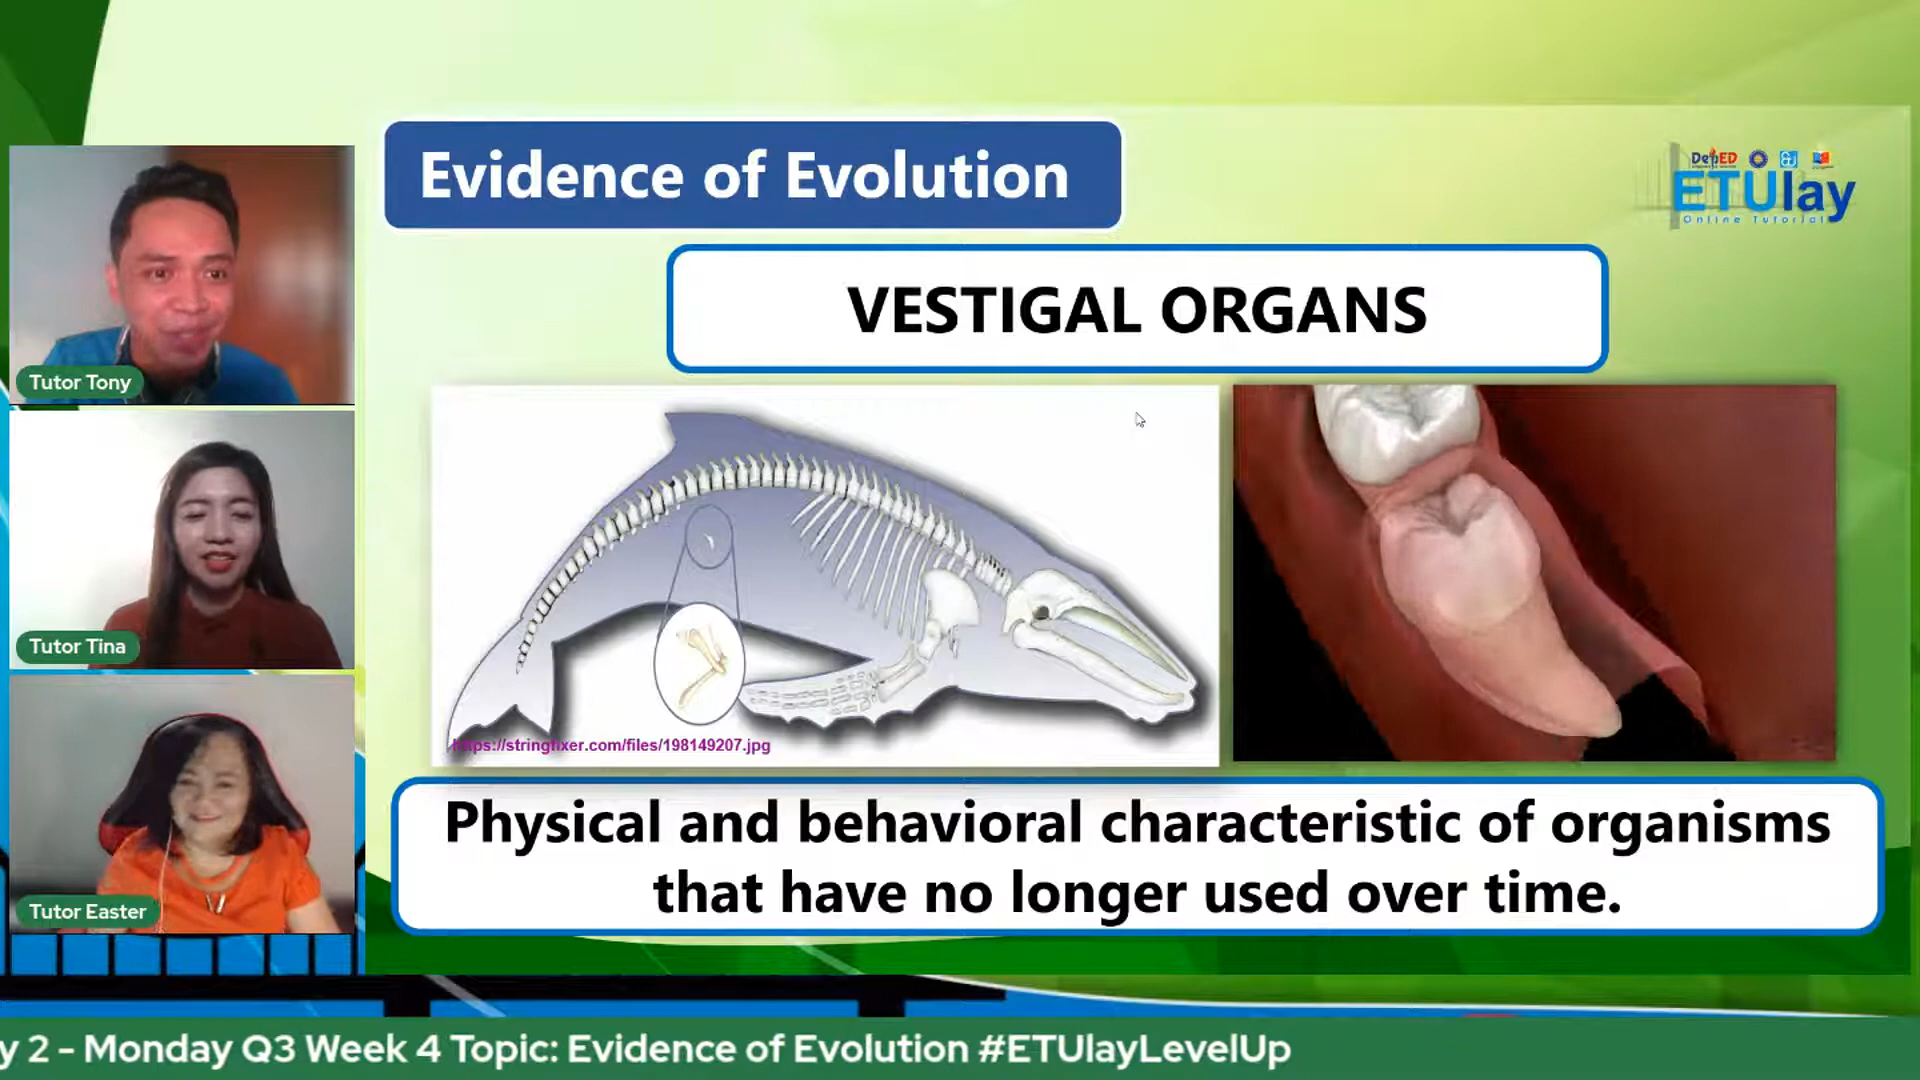 Evidence of Evolution
DepED
ETUlay
Online Tutorial
VESTIGAL ORGANS
Tutor Tony
Tutor Tina
Tutor Easter
https://stringfixer.com/files/198149207.jpg
Physical and behavioral characteristic of organisms
that have no longer used over time.
y 2 - Monday Q3 Week 4 Topic: Evidence of Evolution #ETUlayLevelUp